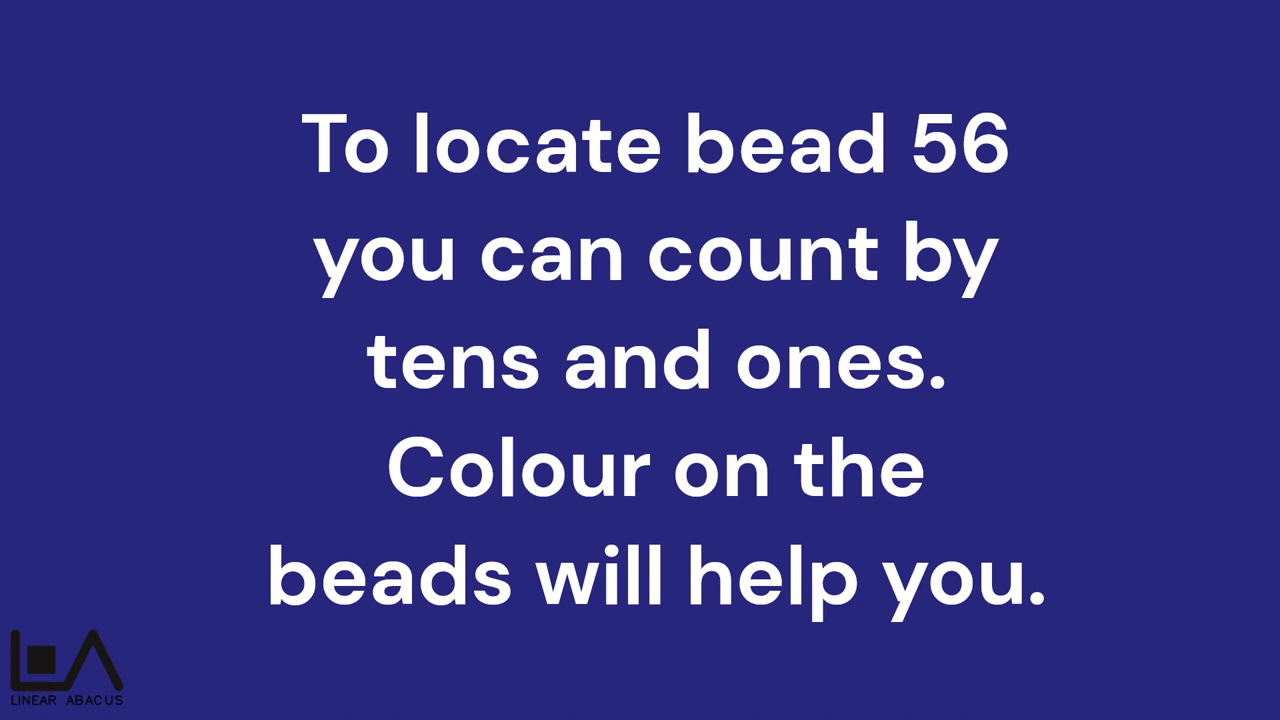 To locate bead 56
you can count by
tens and ones.
Colour on the
beads will help you.
LINEAR ABACUS